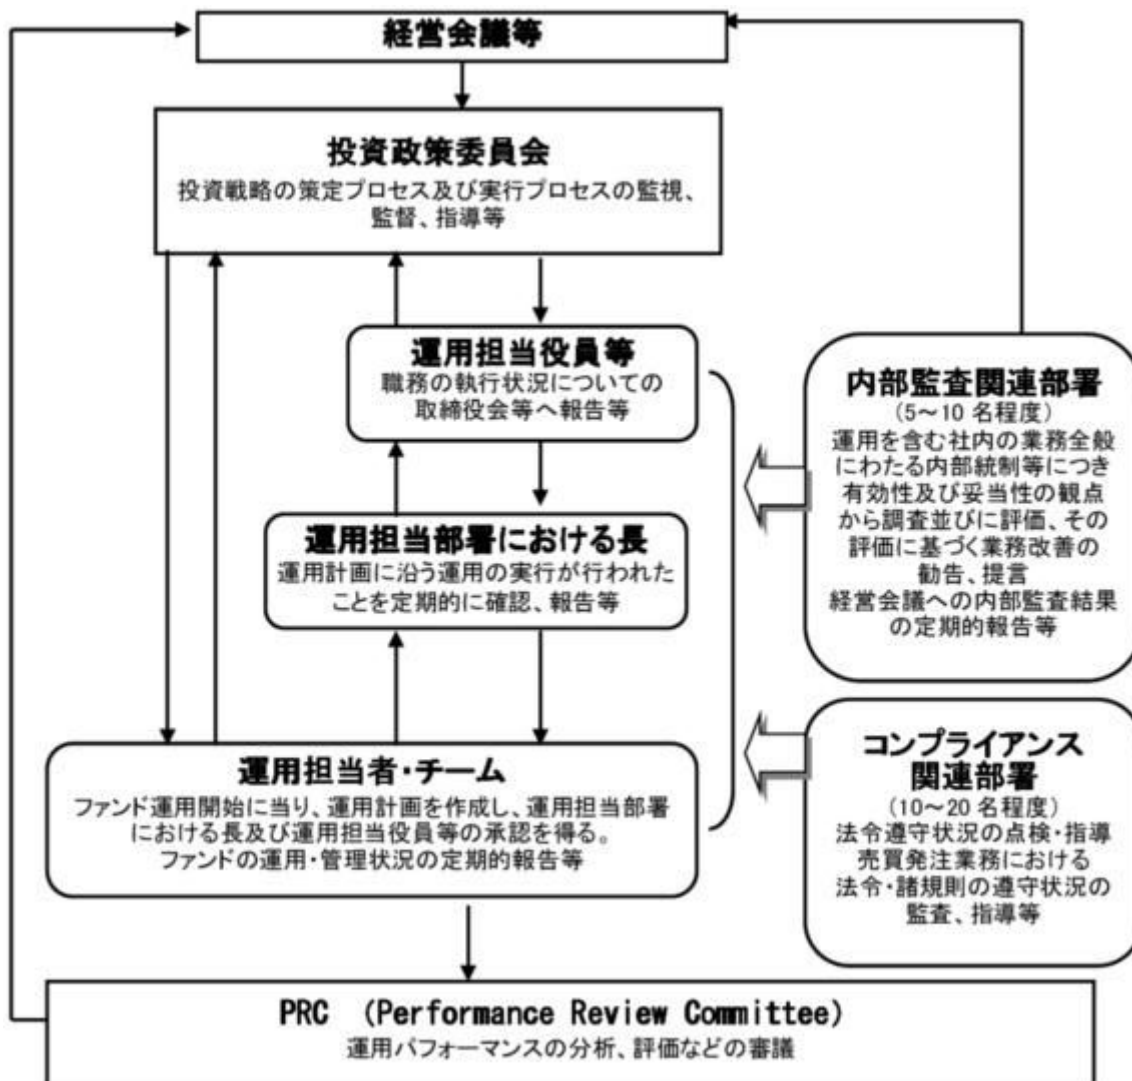 経営会議等
投資政策委員会
投資戦略の策定プロセス及び実行プロセスの監視、
監督、指導等
運用担当役員等
職務の執行状況についての
取締役会等へ報告等
運用担当部署における長
運用計画に沿う運用の実行が行われた
ことを定期的に確認、報告等
運用担当者・チーム
ファンド運用開始に当り、運用計画を作成し、運用担当部署
における長及び運用担当役員等の承認を得る。
ファンドの運用・管理状況の定期的報告等
内部監査関連部署
(5～10 名程度)
運用を含む社内の業務全般
にわたる内部統制等につき
有効性及び妥当性の観点
から調査並びに評価、その
評価に基づく業務改善の
勧告、提言
経営会議への内部監査結果
の定期的報告等
コンプライアンス
関連部署
(10～20 名程度)
法令遵守状況の点検・指導
売買発注業務における
法令・諸規則の遵守状況の
監査、指導等
PRC (Performance Review Committee)
運用パフォーマンスの分析、評価などの審議